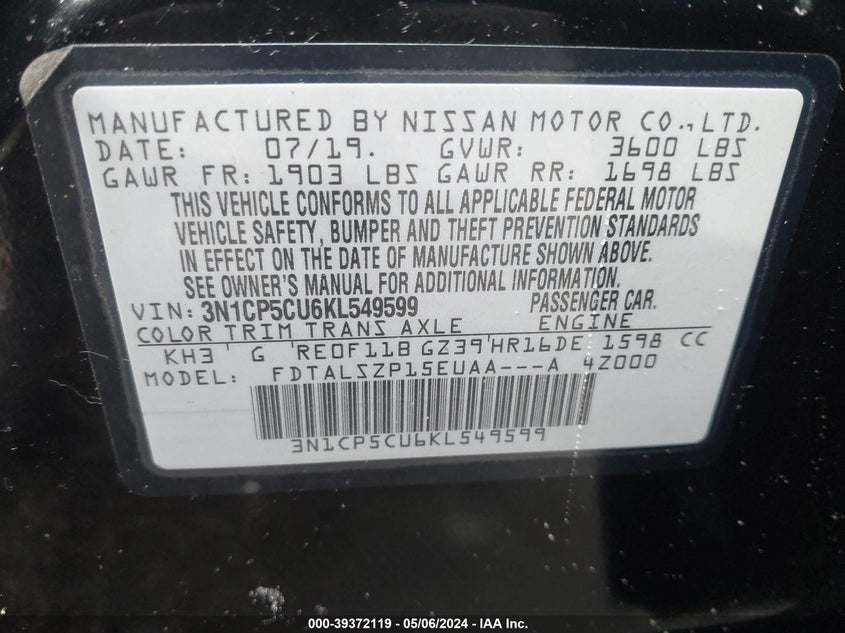 MANUFACTURED BY NISSAN MOTOR CO.,LTD.
DATE: 07/19. GVWR: 3600 LBS
GAWR FR: 1903 LBS GAWR RR: 1698 LBS
THIS VEHICLE CONFORMS TO ALL APPLICABLE FEDERAL MOTOR
VEHICLE SAFETY, BUMPER AND THEFT PREVENTION STANDARDS
IN EFFECT ON THE DATE OF MANUFACTURE SHOWN ABOVE.
SEE OWNER'S MANUAL FOR ADDITIONAL INFORMATION.
VIN: 3N1CP5CU6KL549599 PASSENGER CAR.
COLOR TRIM TRANS AXLE ENGINE
KH3 ' G 'RE0F11B GZ39'HR16DE 1598 CC
MODEL: FDTALSZP15EUAA---A 4Z000
3N1CP5CU6KL549599
000-39372119 - 05/06/2024 - IAA Inc.